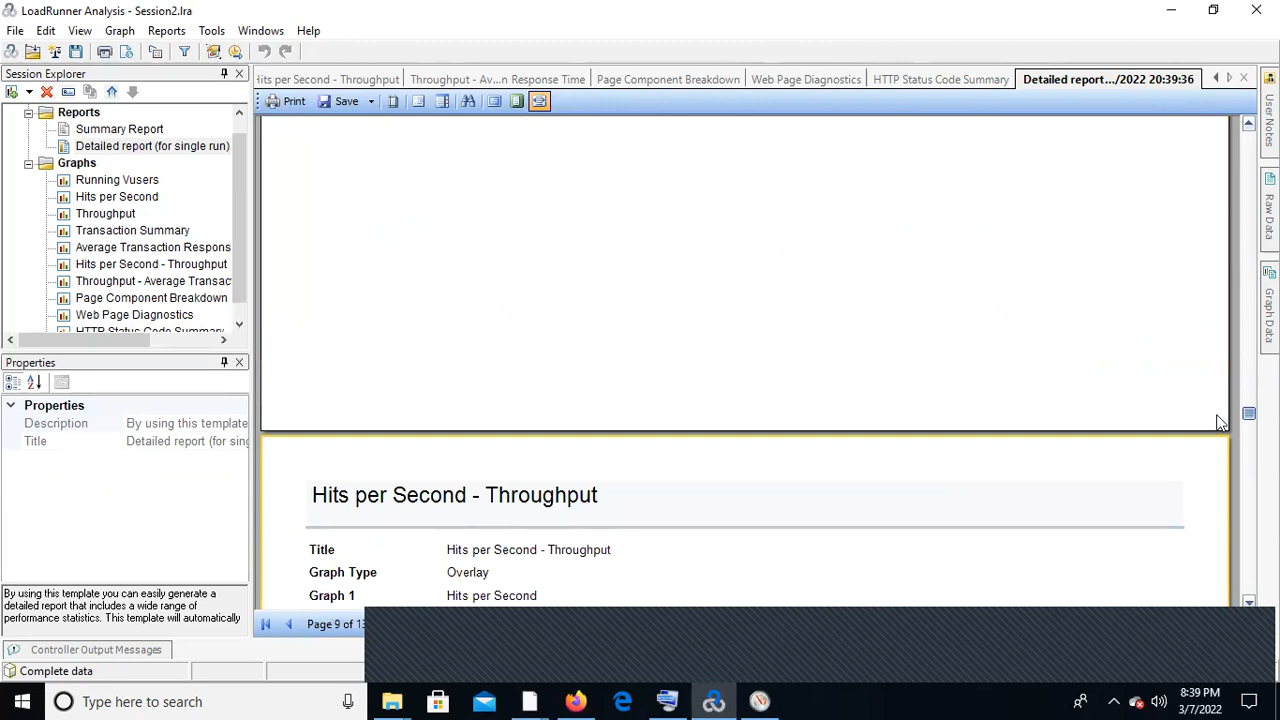 LoadRunner Analysis - Session2.lra
File Edit View Graph Reports Tools Windows Help
Session Explorer
Hits per Second - Throughput
Throughput - Av...n Response Time
Page Component Breakdown
Web Page Diagnostics
HTTP Status Code Summary
Detailed report.../2022 20:39:36
Print Save
Reports
Summary Report
Detailed report (for single run)
Graphs
Running Vusers
Hits per Second
Throughput
Transaction Summary
Average Transaction Respons
Hits per Second - Throughput
Throughput - Average Transac
Page Component Breakdown
Web Page Diagnostics
HTTP Status Code Summary
Properties
Properties
Description By using this template
Title Detailed report (for sing
By using this template you can easily generate a
detailed report that includes a wide range of
performance statistics. This template will automatically
Controller Output Messages
Complete data
User Notes
Raw Data
Graph Data
Hits per Second - Throughput
Title Hits per Second - Throughput
Graph Type Overlay
Graph 1 Hits per Second
Page 9 of 13
Type here to search
8:39 PM
3/7/2022